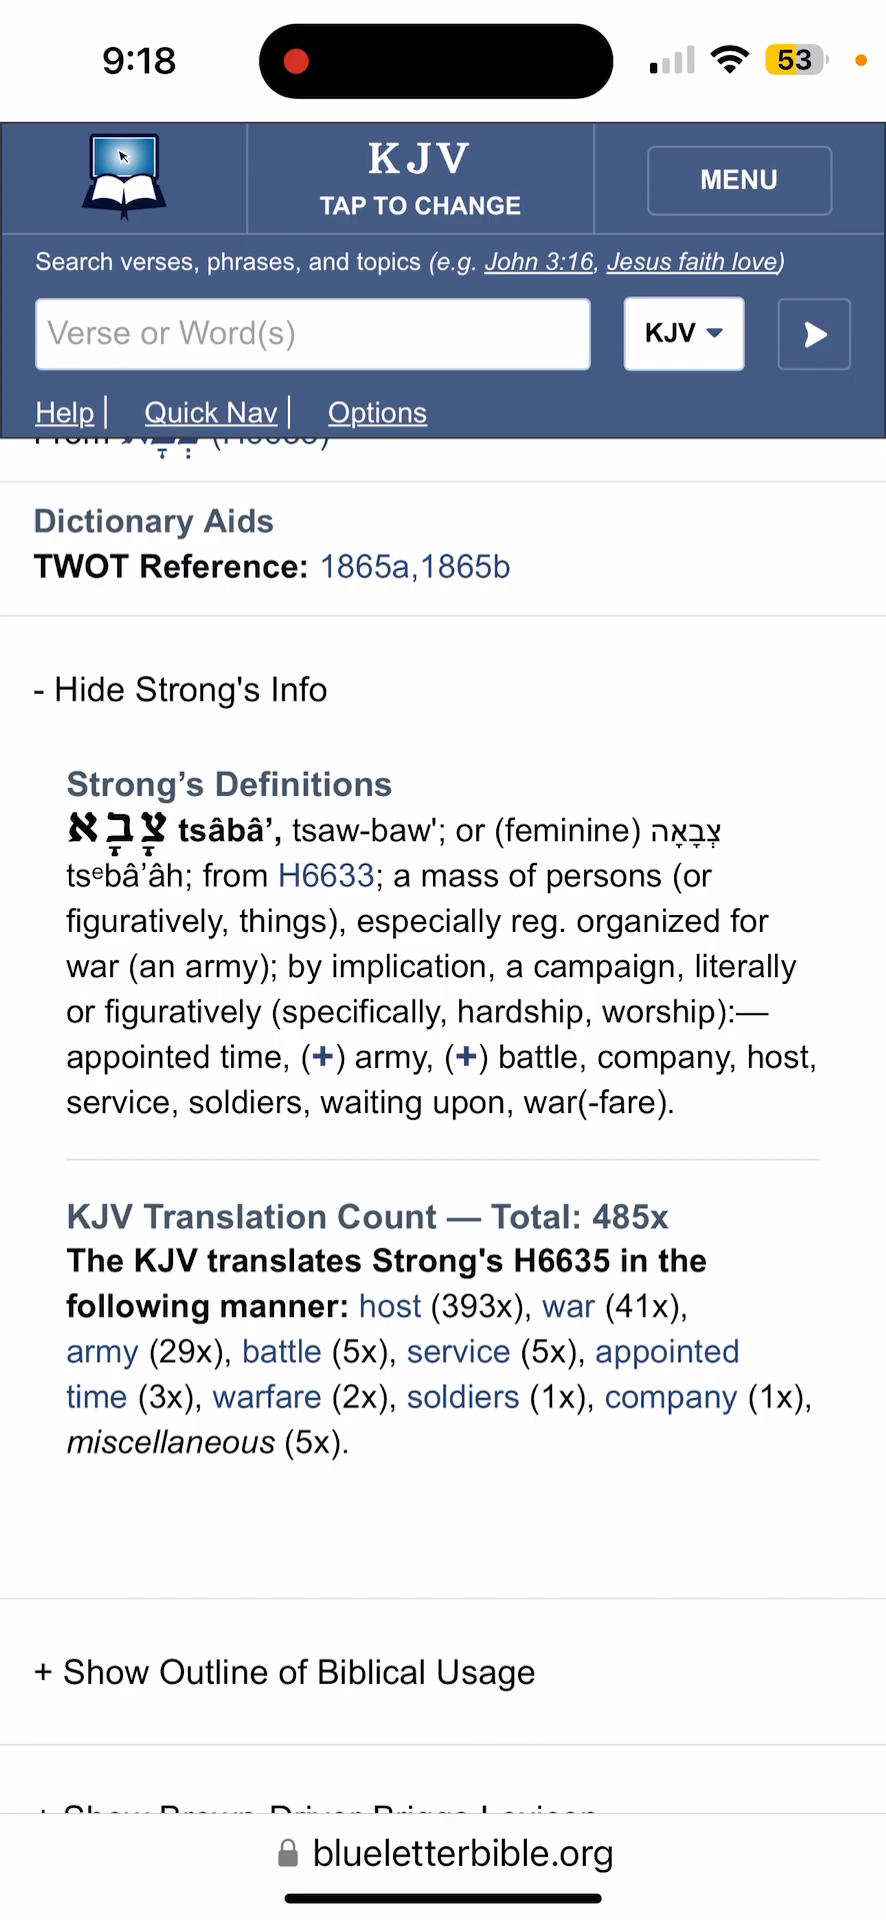 9:18
53
KJV
TAP TO CHANGE
MENU
Search verses, phrases, and topics (e.g. John 3:16, Jesus faith love)
Verse or Word(s)
KJV
Help | Quick Nav | Options
Dictionary Aids
TWOT Reference: 1865a,1865b
- Hide Strong's Info
Strong’s Definitions
צָבָא tsâbâʼ, tsaw-baw'; or (feminine) צְבָאָה
tsᵉbâʼâh; from H6633; a mass of persons (or
figuratively, things), especially reg. organized for
war (an army); by implication, a campaign, literally
or figuratively (specifically, hardship, worship):—
appointed time, (+) army, (+) battle, company, host,
service, soldiers, waiting upon, war(-fare).
KJV Translation Count — Total: 485x
The KJV translates Strong's H6635 in the
following manner: host (393x), war (41x),
army (29x), battle (5x), service (5x), appointed
time (3x), warfare (2x), soldiers (1x), company (1x),
miscellaneous (5x).
+ Show Outline of Biblical Usage
+ Show Brown-Driver-Briggs Lexicon
blueletterbible.org